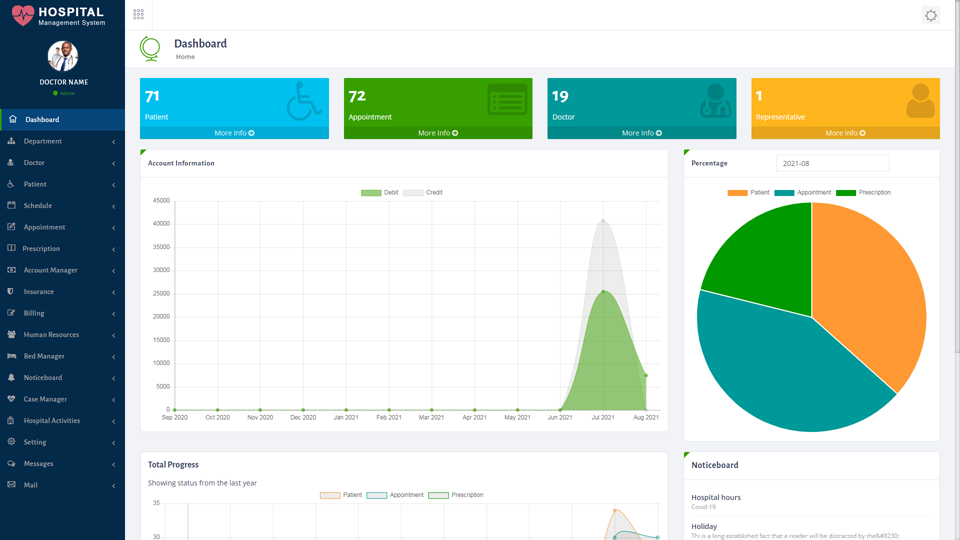 HOSPITAL
Management System
DOCTOR NAME
Admin
Dashboard
Department
Doctor
Patient
Schedule
Appointment
Prescription
Account Manager
Insurance
Billing
Human Resources
Bed Manager
Noticeboard
Case Manager
Hospital Activities
Setting
Messages
Mail
Dashboard
Home
71
Patient
More Info
72
Appointment
More Info
19
Doctor
More Info
1
Representative
More Info
Account Information
Debit Credit
45000
40000
35000
30000
25000
20000
15000
10000
5000
0
Sep 2020 Oct 2020 Nov 2020 Dec 2020 Jan 2021 Feb 2021 Mar 2021 Apr 2021 May 2021 Jun 2021 Jul 2021 Aug 2021
Percentage 2021-08
Patient Appointment Prescription
Total Progress
Showing status from the last year
Patient Appointment Prescription
35
30
Noticeboard
Hospital hours
Covid-19
Holiday
Thi is a long established fact that a reader will be distracted by the&#8230;